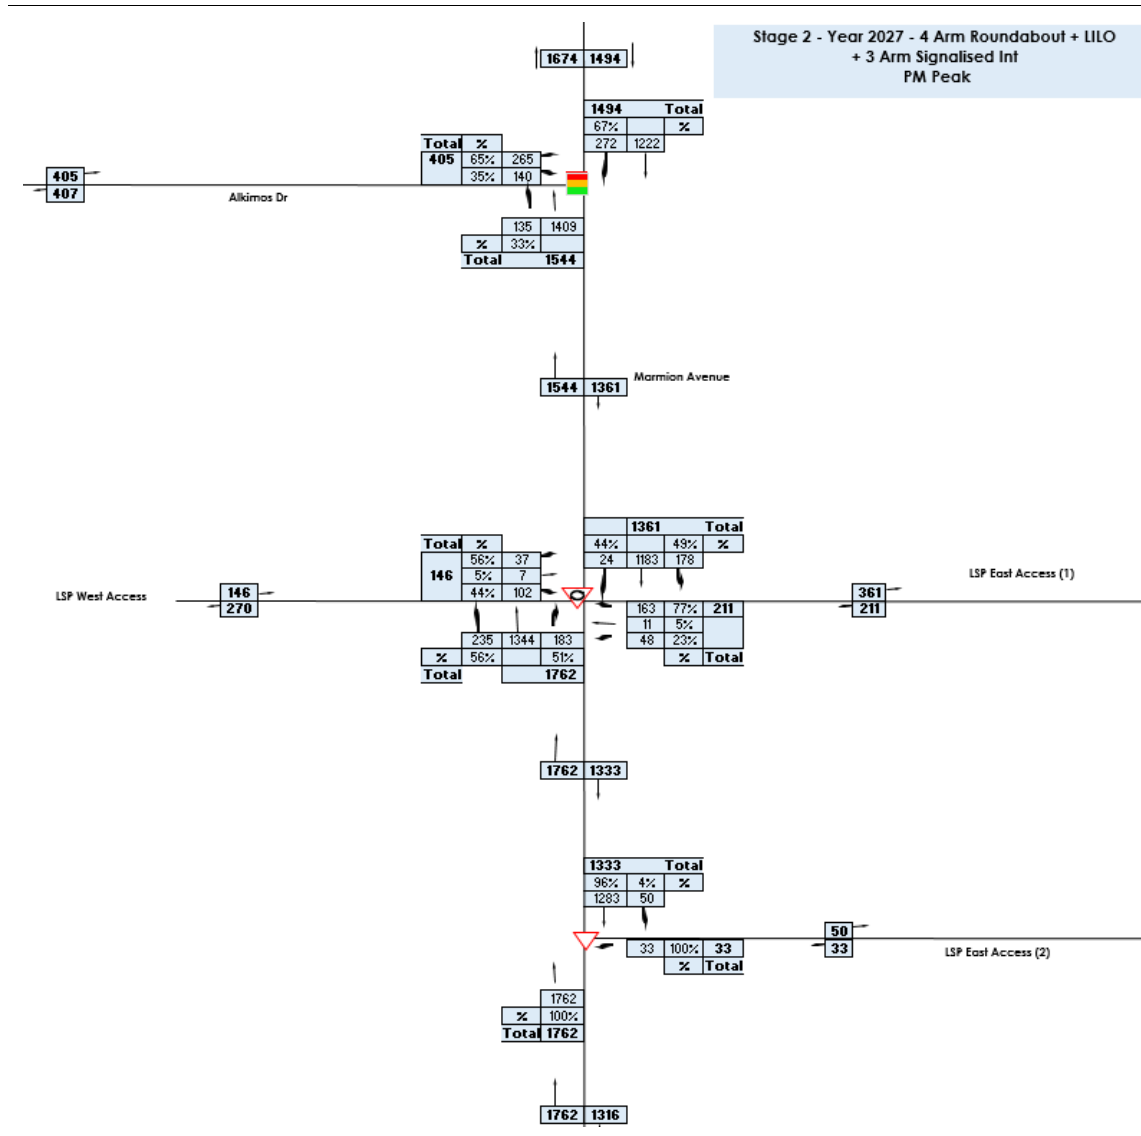 Stage 2 - Year 2027 - 4 Arm Roundabout + LILO
+ 3 Arm Signalised Int
PM Peak
1674 1494
1494 Total
67% %
272 1222
Total %
405 65% 265
35% 140
405
407
Alkimos Dr
135 1409
% 33%
Total 1544
1544 1361
Marmion Avenue
1361 Total
44% 49% %
24 1183 178
Total %
56% 37
146 5% 7
44% 102
LSP West Access
146
270
LSP East Access (1)
361
211
163 77% 211
11 5%
48 23%
% Total
235 1344 183
% 56% 51%
Total 1762
1762 1333
1333 Total
96% 4% %
1283 50
50
33
LSP East Access (2)
33 100% 33
% Total
1762
% 100%
Total 1762
1762 1316